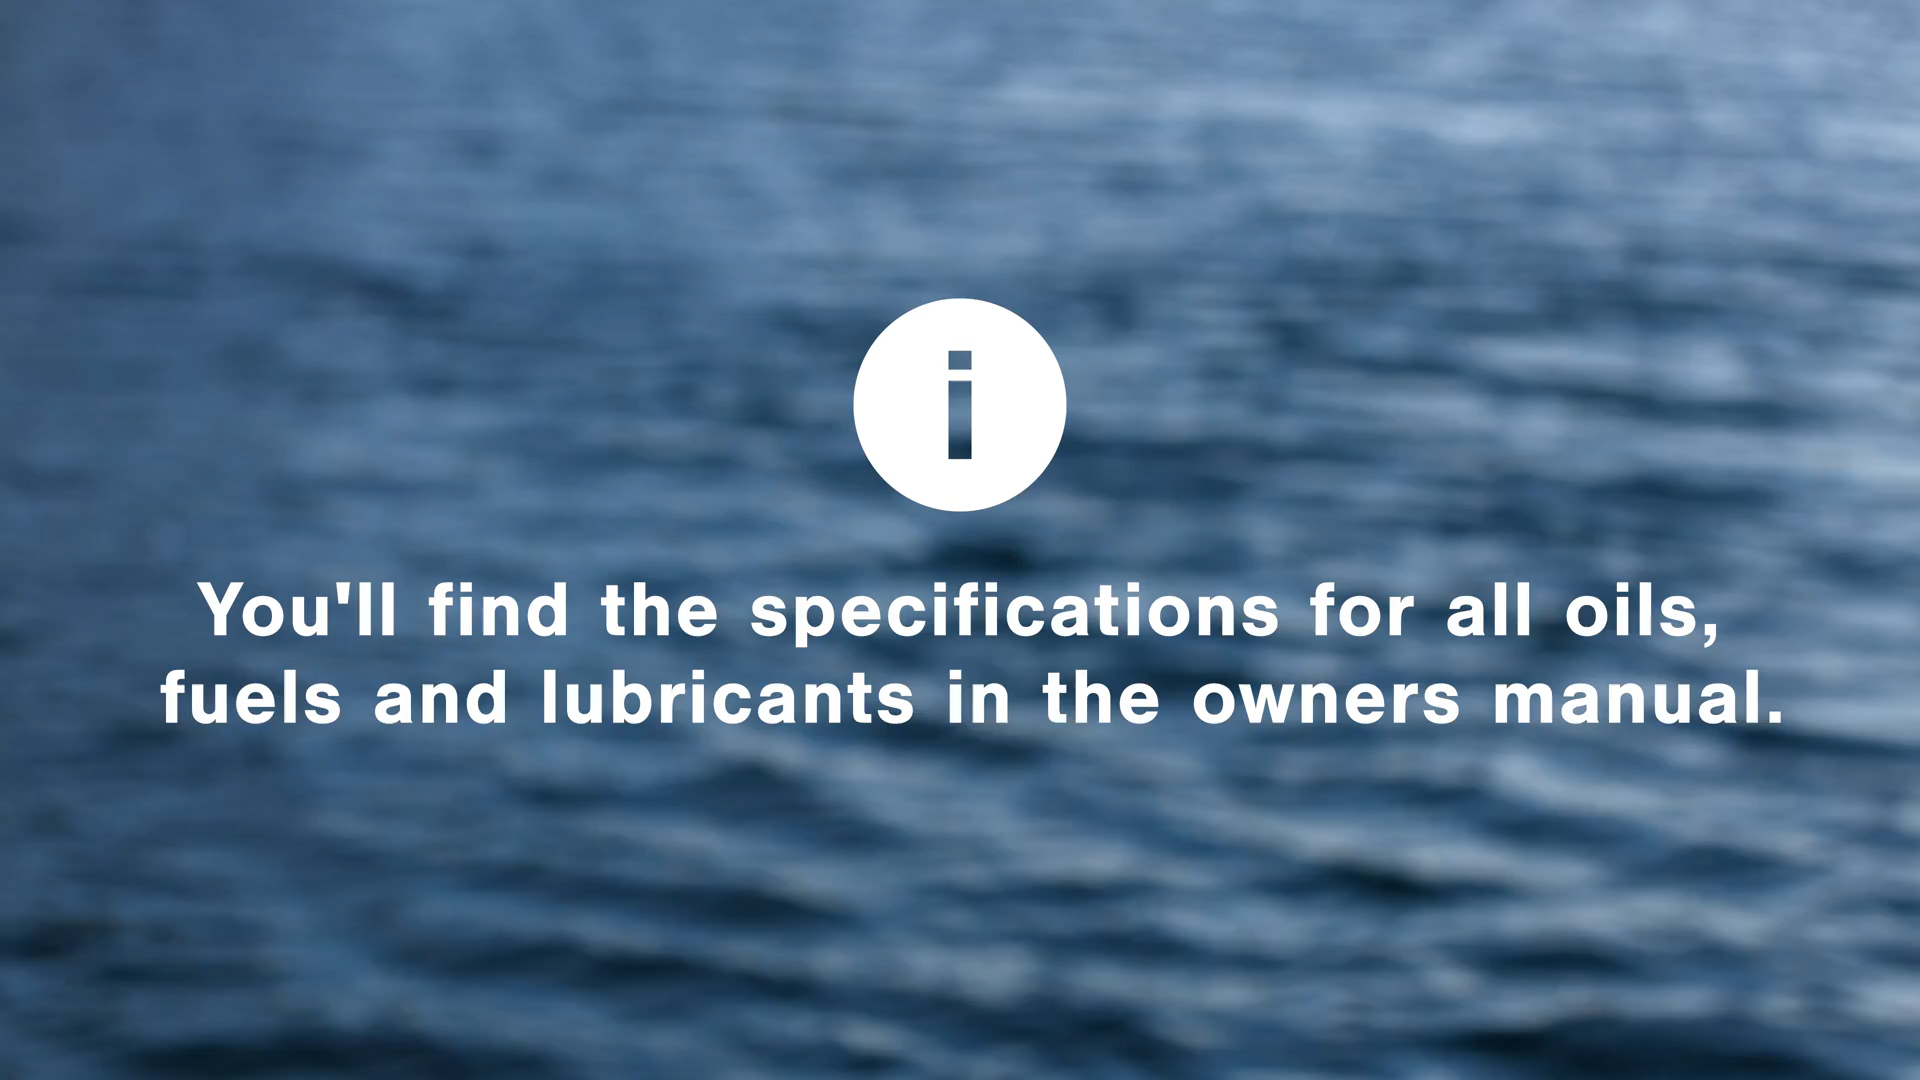 i
You'll find the specifications for all oils,
fuels and lubricants in the owners manual.